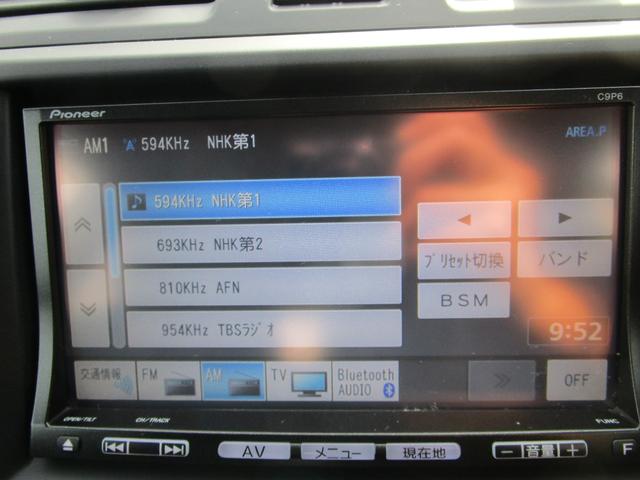 C9P6
Pioneer
AM1 594KHz NHK第1 AREA.P
594KHz NHK第1
693KHz NHK第2
810KHz AFN
954KHz TBSﾗｼﾞｵ
ﾌﾟﾘｾｯﾄ切換 バンド
BSM
9:52
交通情報 FM AM TV Bluetooth AUDIO OFF
OPEN/TILT CH/TRACK FUNC
AV メニュー 現在地 − 音量 + F